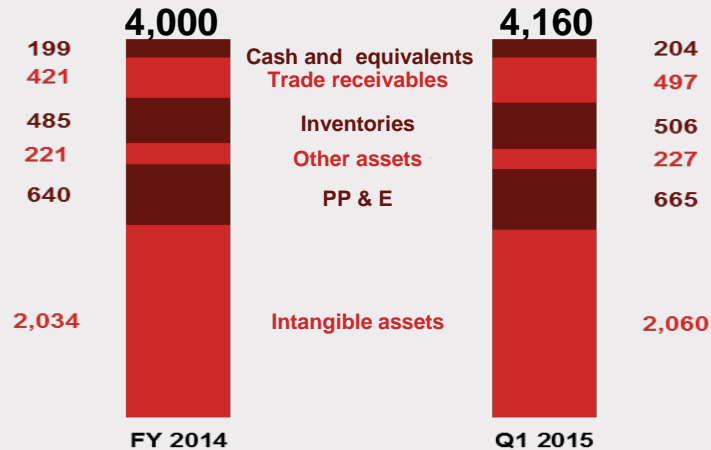 4,000 4,160
199 Cash and equivalents 204
421 Trade receivables 497
485 Inventories 506
221 Other assets 227
640 PP & E 665
2,034 Intangible assets 2,060
FY 2014 Q1 2015